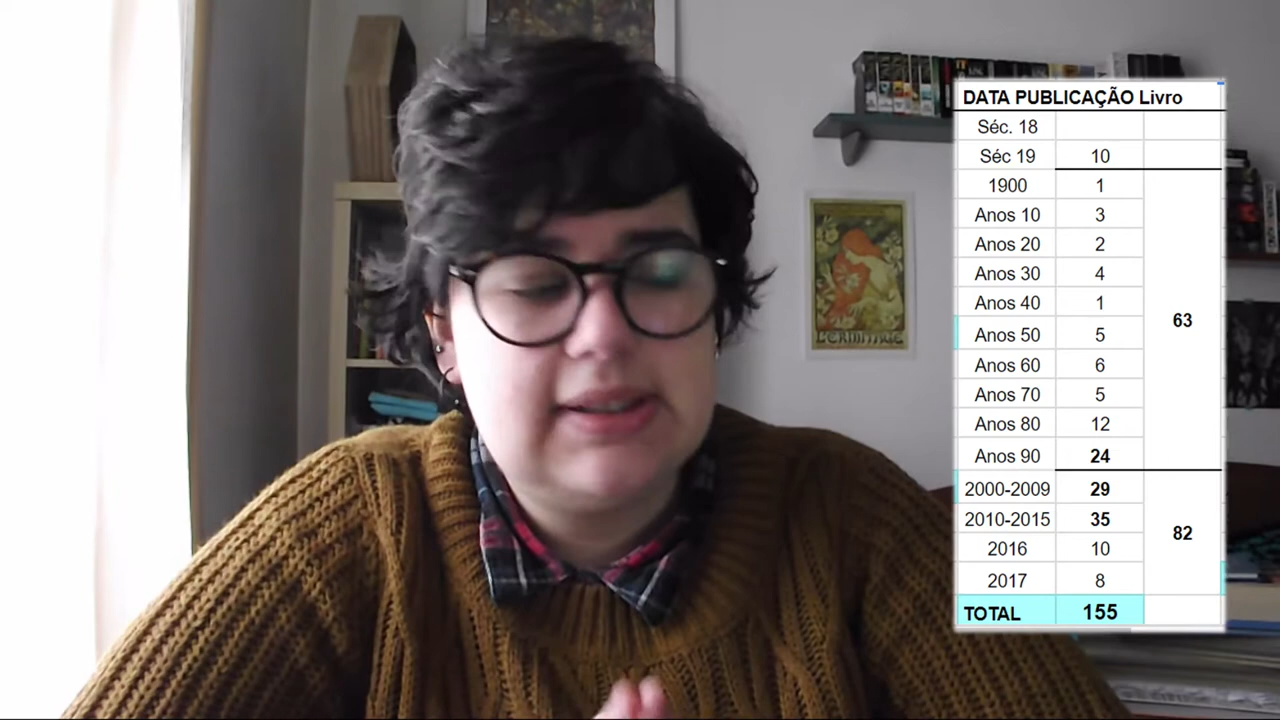 DATA PUBLICAÇÃO Livro
Séc. 18
Séc 19 10
1900 1
Anos 10 3
Anos 20 2
Anos 30 4
Anos 40 1
63
Anos 50 5
Anos 60 6
Anos 70 5
Anos 80 12
Anos 90 24
2000-2009 29
2010-2015 35
82
2016 10
2017 8
TOTAL 155
L'ERMITAGE